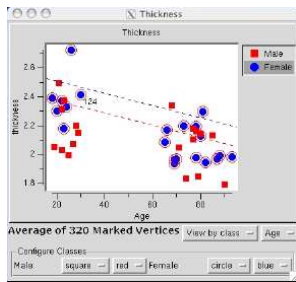 Thickness
Thickness
Male
Female
2.6
2.4
2.2
2
1.8
thickness
124
20
40
60
80
Age
Average of 320 Marked Vertices View by class Age
Configure Classes
Male square red Female circle blue